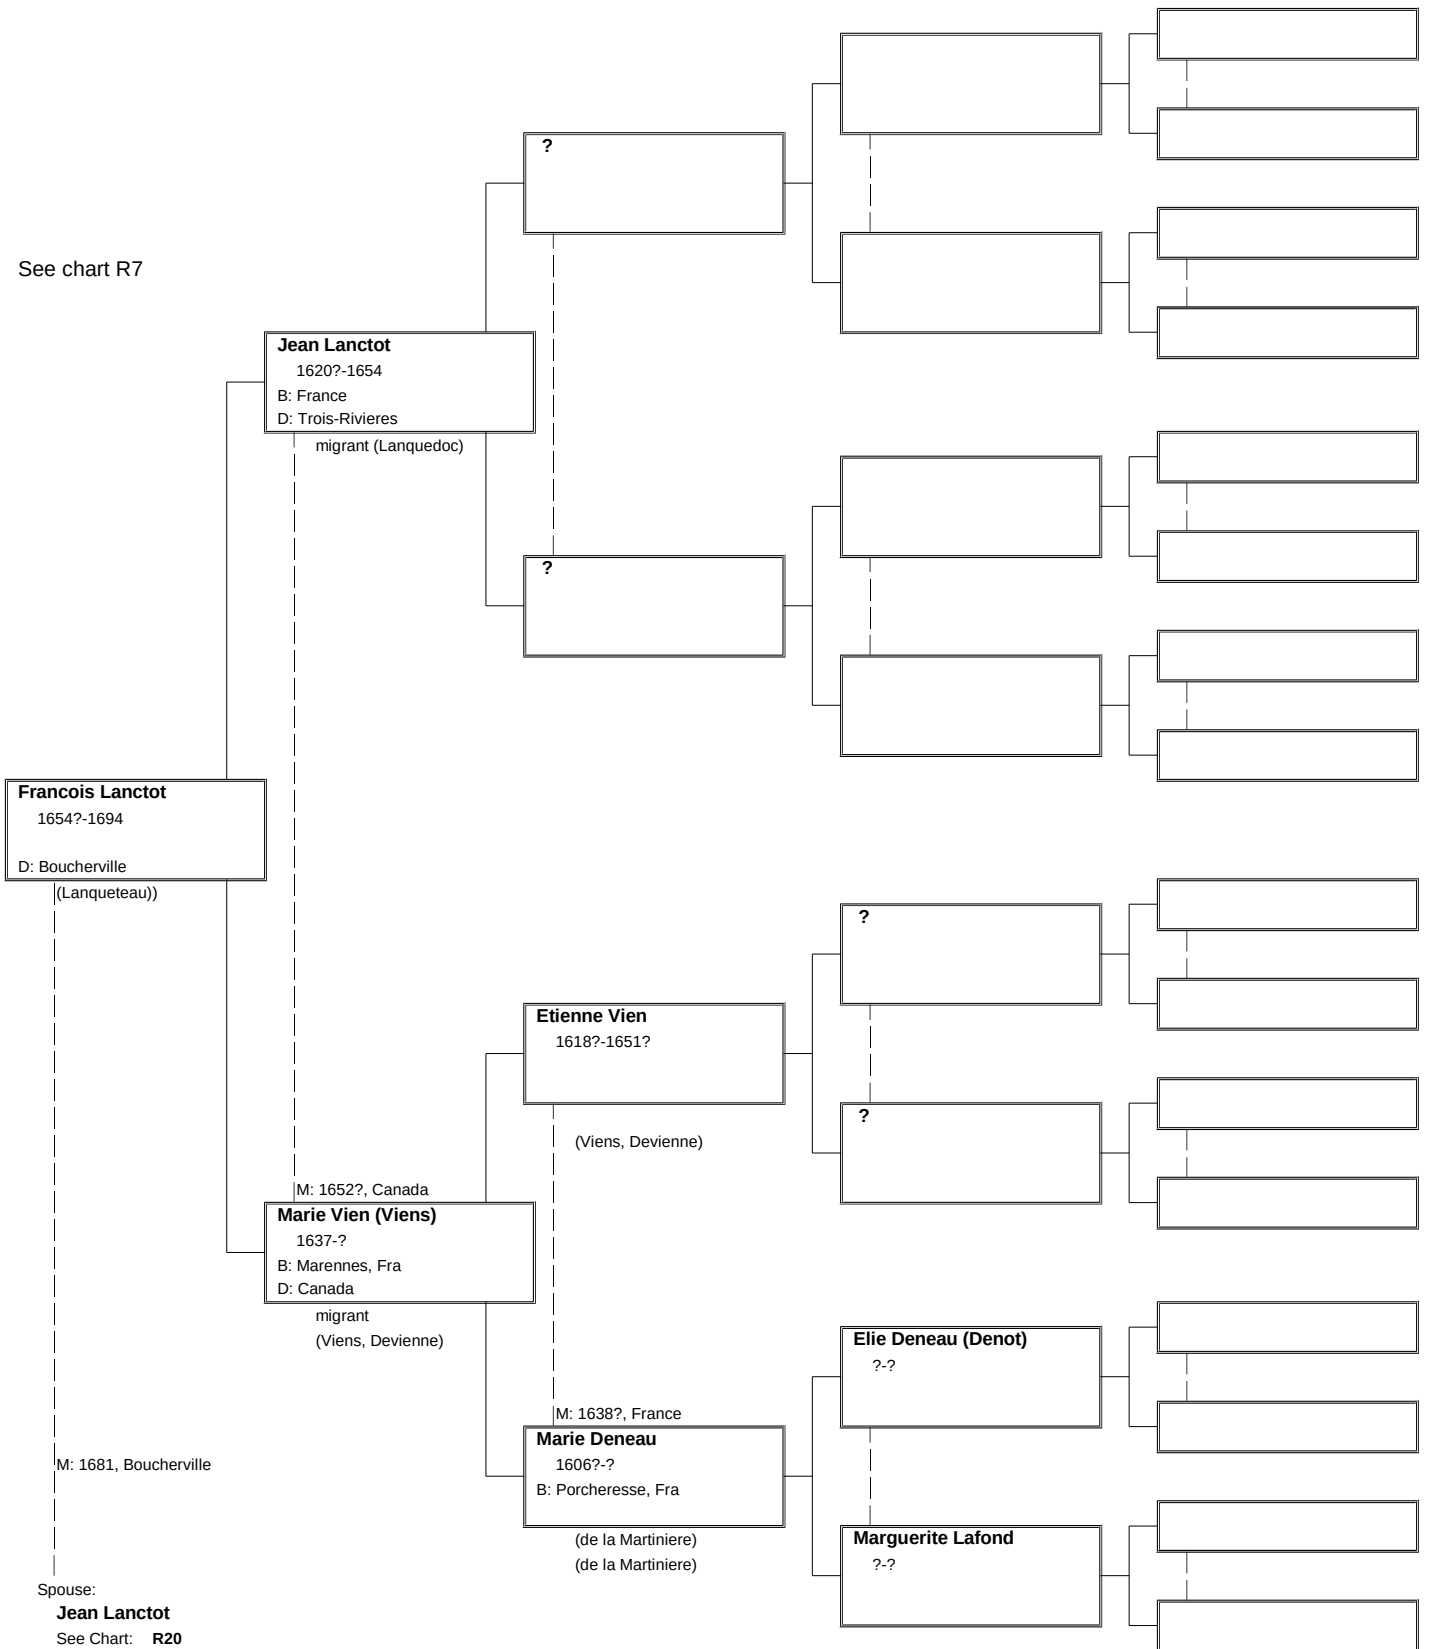 ?
See chart R7
Jean Lanctot
1620?-1654
B: France
D: Trois-Rivieres
migrant (Lanquedoc)
?
Francois Lanctot
1654?-1694
D: Boucherville
(Lanqueteau))
?
Etienne Vien
1618?-1651?
?
(Viens, Devienne)
M: 1652?, Canada
Marie Vien (Viens)
1637-?
B: Marennes, Fra
D: Canada
migrant
(Viens, Devienne)
Elie Deneau (Denot)
?-?
M: 1638?, France
Marie Deneau
1606?-?
B: Porcheresse, Fra
(de la Martiniere)
(de la Martiniere)
M: 1681, Boucherville
Marguerite Lafond
?-?
Spouse:
Jean Lanctot
See Chart: R20